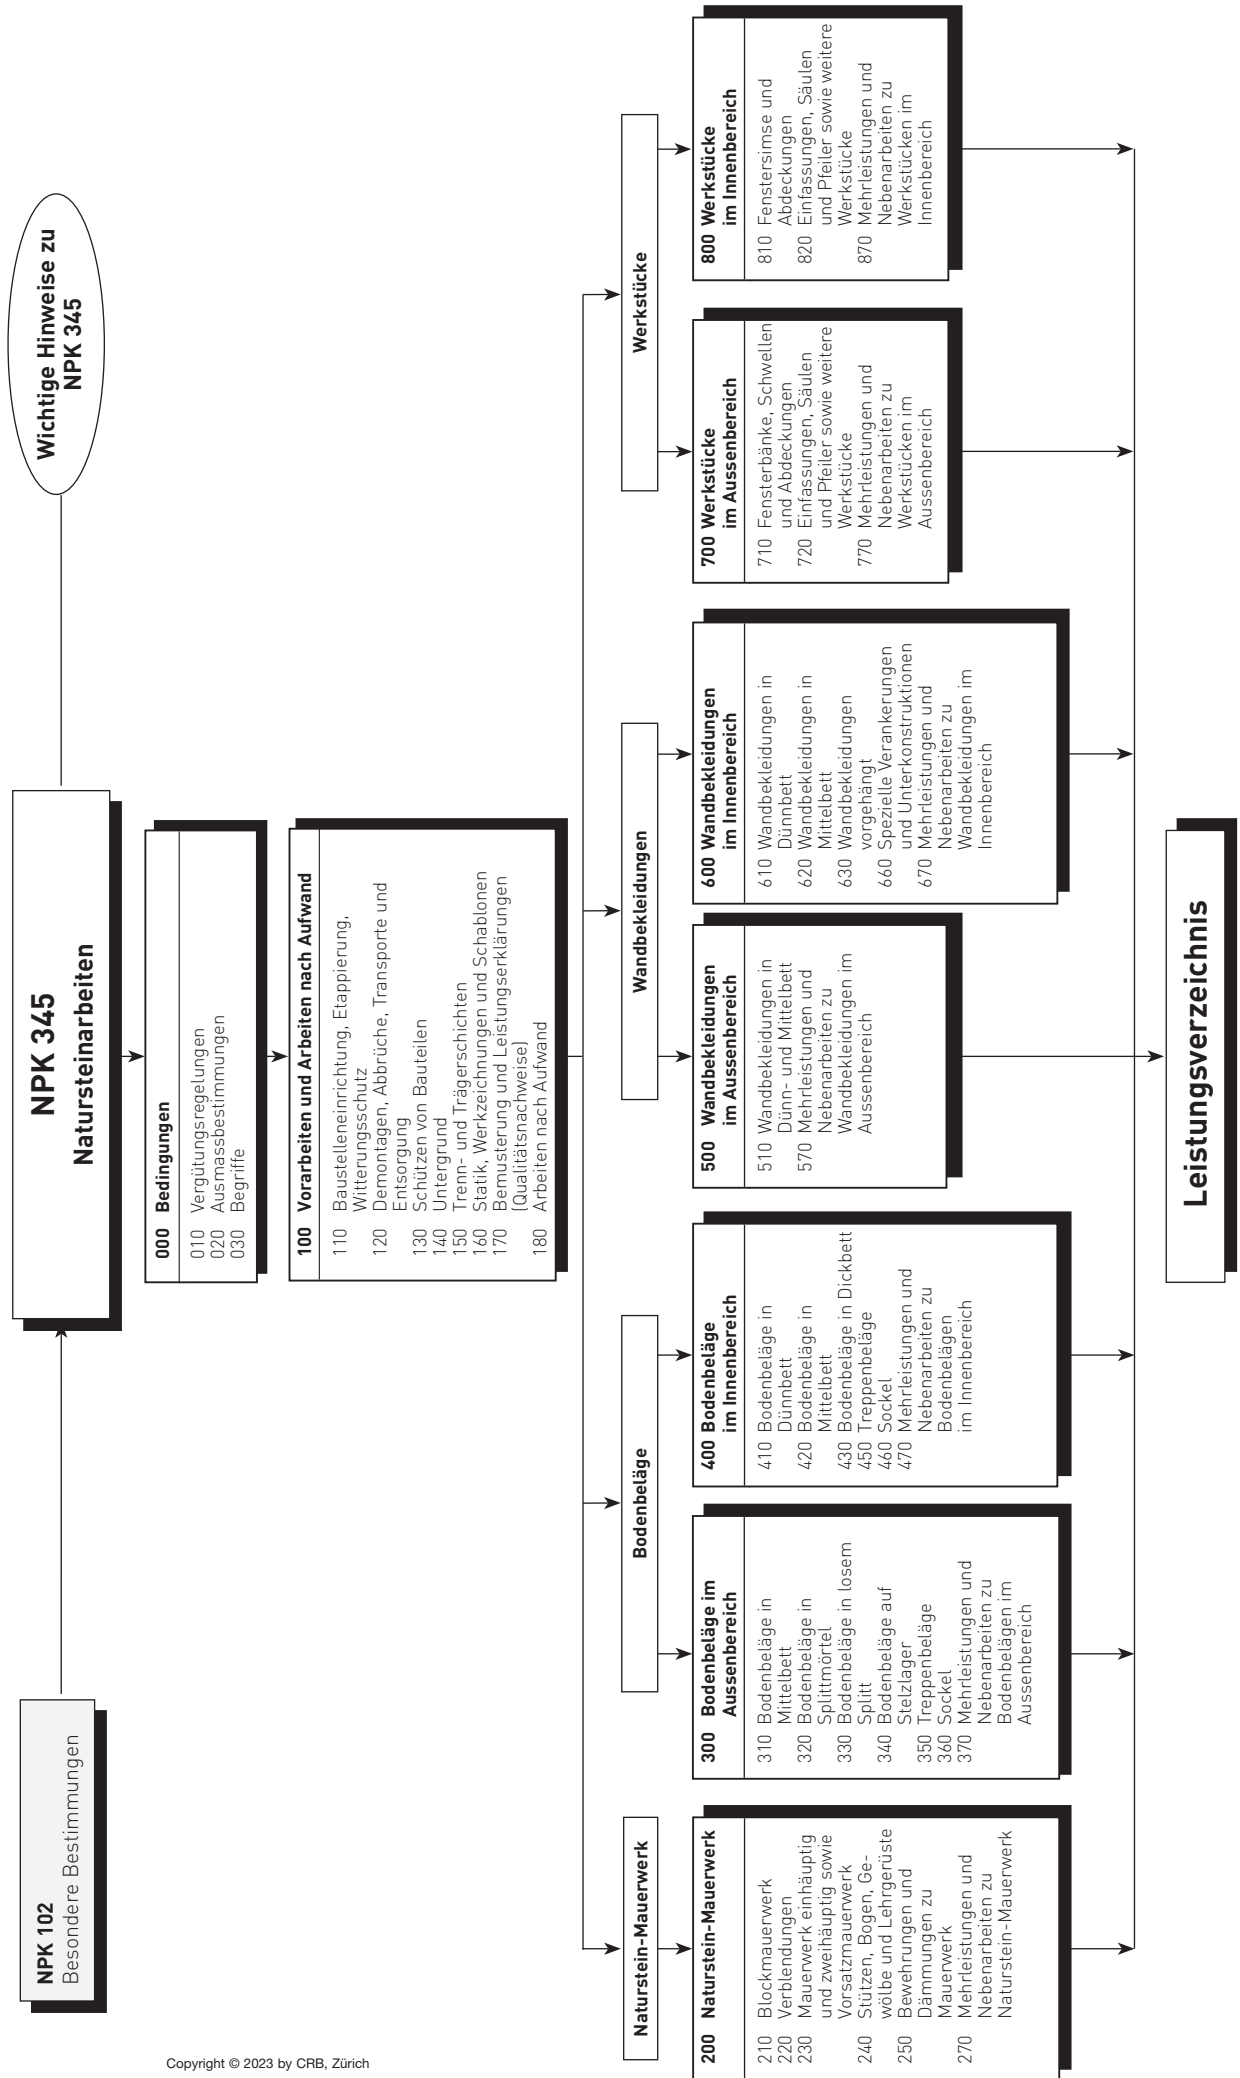 NPK 102
Besondere Bestimmungen
NPK 345
Natursteinarbeiten
Wichtige Hinweise zu
NPK 345
000 Bedingungen
010 Vergütungsregelungen
020 Ausmassbestimmungen
030 Begriffe
100 Vorarbeiten und Arbeiten nach Aufwand
110 Baustelleneinrichtung, Etappierung,
Witterungsschutz
120 Demontagen, Abbrüche, Transporte und
Entsorgung
130 Schützen von Bauteilen
140 Untergrund
150 Trenn- und Trägerschichten
160 Statik, Werkzeichnungen und Schablonen
170 Bemusterung und Leistungserklärungen
(Qualitätsnachweise)
180 Arbeiten nach Aufwand
Naturstein-Mauerwerk
200 Naturstein-Mauerwerk
210 Blockmauerwerk
220 Verblendungen
230 Mauerwerk einhäuptig
und zweihäuptig sowie
Vorsatzmauerwerk
240 Stützen, Bogen, Ge-
wölbe und Lehrgerüste
250 Bewehrungen und
Dämmungen zu
Mauerwerk
270 Mehrleistungen und
Nebenarbeiten zu
Naturstein-Mauerwerk
Bodenbeläge
300 Bodenbeläge im
Aussenbereich
310 Bodenbeläge in
Mittelbett
320 Bodenbeläge in
Splittmörtel
330 Bodenbeläge in losem
Splitt
340 Bodenbeläge auf
Stelzlager
350 Treppenbeläge
360 Sockel
370 Mehrleistungen und
Nebenarbeiten zu
Bodenbelägen im
Aussenbereich
400 Bodenbeläge
im Innenbereich
410 Bodenbeläge in
Dünnbett
420 Bodenbeläge in
Mittelbett
430 Bodenbeläge in Dickbett
450 Treppenbeläge
460 Sockel
470 Mehrleistungen und
Nebenarbeiten zu
Bodenbelägen
im Innenbereich
Wandbekleidungen
500 Wandbekleidungen
im Aussenbereich
510 Wandbekleidungen in
Dünn- und Mittelbett
570 Mehrleistungen und
Nebenarbeiten zu
Wandbekleidungen im
Aussenbereich
600 Wandbekleidungen
im Innenbereich
610 Wandbekleidungen in
Dünnbett
620 Wandbekleidungen in
Mittelbett
630 Wandbekleidungen
vorgehängt
660 Spezielle Verankerungen
und Unterkonstruktionen
670 Mehrleistungen und
Nebenarbeiten zu
Wandbekleidungen im
Innenbereich
Werkstücke
700 Werkstücke
im Aussenbereich
710 Fensterbänke, Schwellen
und Abdeckungen
720 Einfassungen, Säulen
und Pfeiler sowie weitere
Werkstücke
770 Mehrleistungen und
Nebenarbeiten zu
Werkstücken im
Aussenbereich
800 Werkstücke
im Innenbereich
810 Fenstersimse und
Abdeckungen
820 Einfassungen, Säulen
und Pfeiler sowie weitere
Werkstücke
870 Mehrleistungen und
Nebenarbeiten zu
Werkstücken im
Innenbereich
Leistungsverzeichnis
Copyright © 2023 by CRB, Zürich